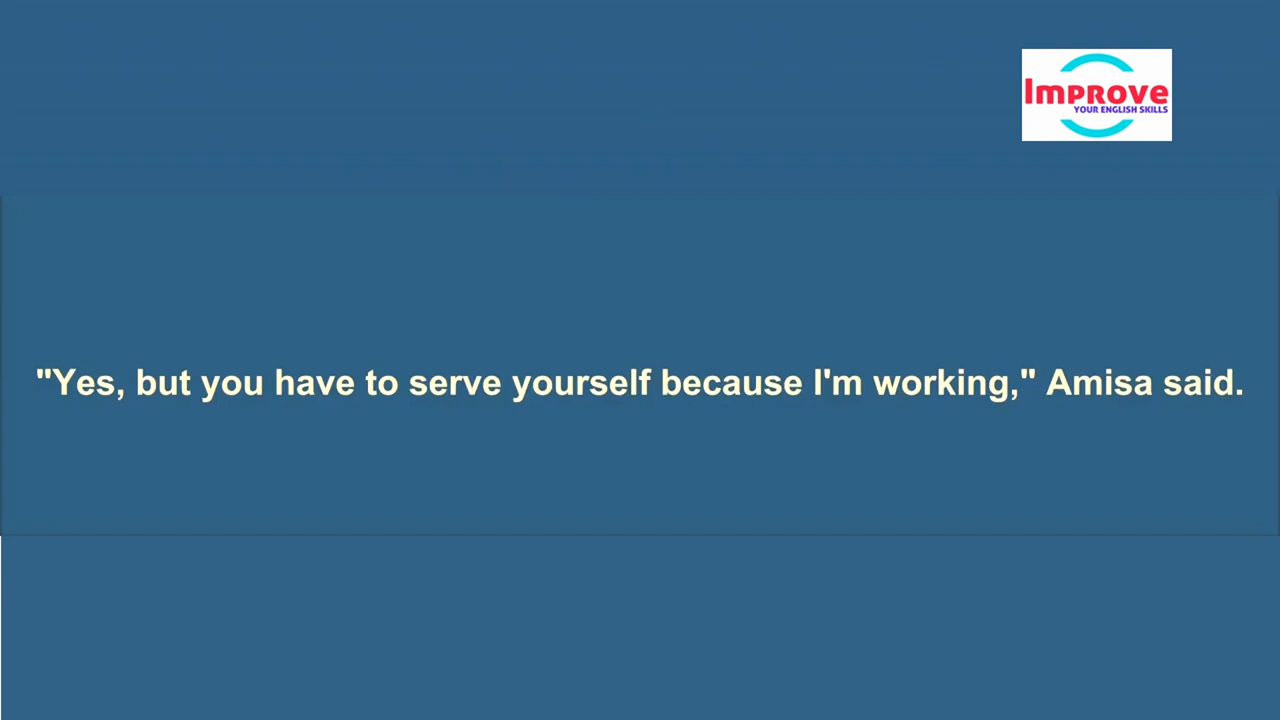 Improve
YOUR ENGLISH SKILLS
"Yes, but you have to serve yourself because I'm working," Amisa said.